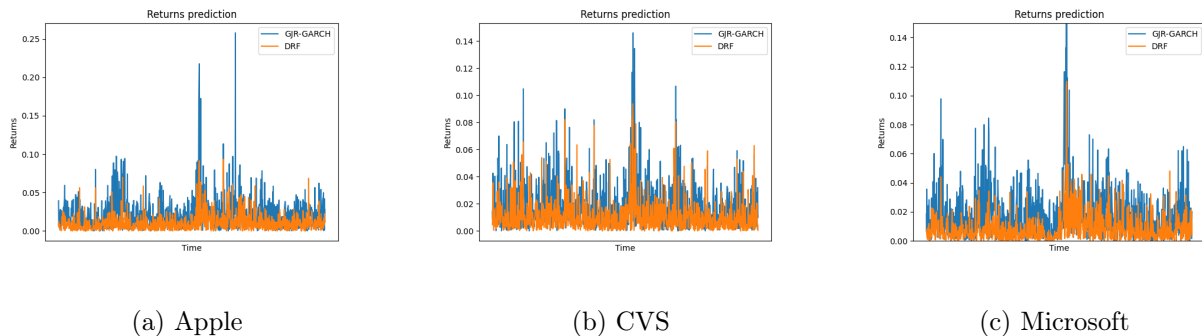 Returns prediction
GJR-GARCH
DRF
0.25
0.20
0.15
0.10
0.05
0.00
Returns
Time
(a) Apple
Returns prediction
GJR-GARCH
DRF
0.14
0.12
0.10
0.08
0.06
0.04
0.02
0.00
Returns
Time
(b) CVS
Returns prediction
GJR-GARCH
DRF
0.14
0.12
0.10
0.08
0.06
0.04
0.02
0.00
Returns
Time
(c) Microsoft